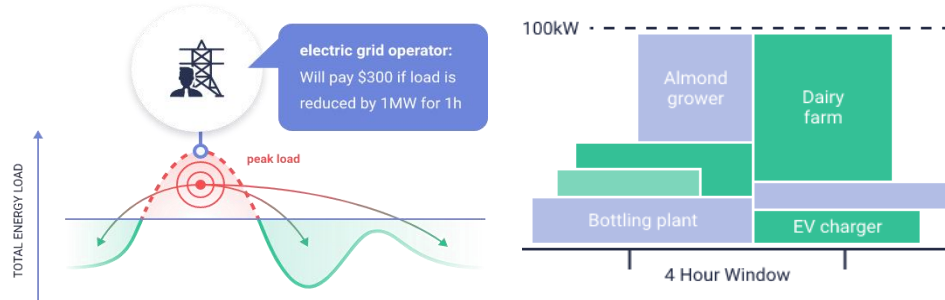 electric grid operator:
Will pay $300 if load is
reduced by 1MW for 1h
peak load
TOTAL ENERGY LOAD
100kW
Almond
grower
Dairy
farm
Bottling plant
EV charger
4 Hour Window